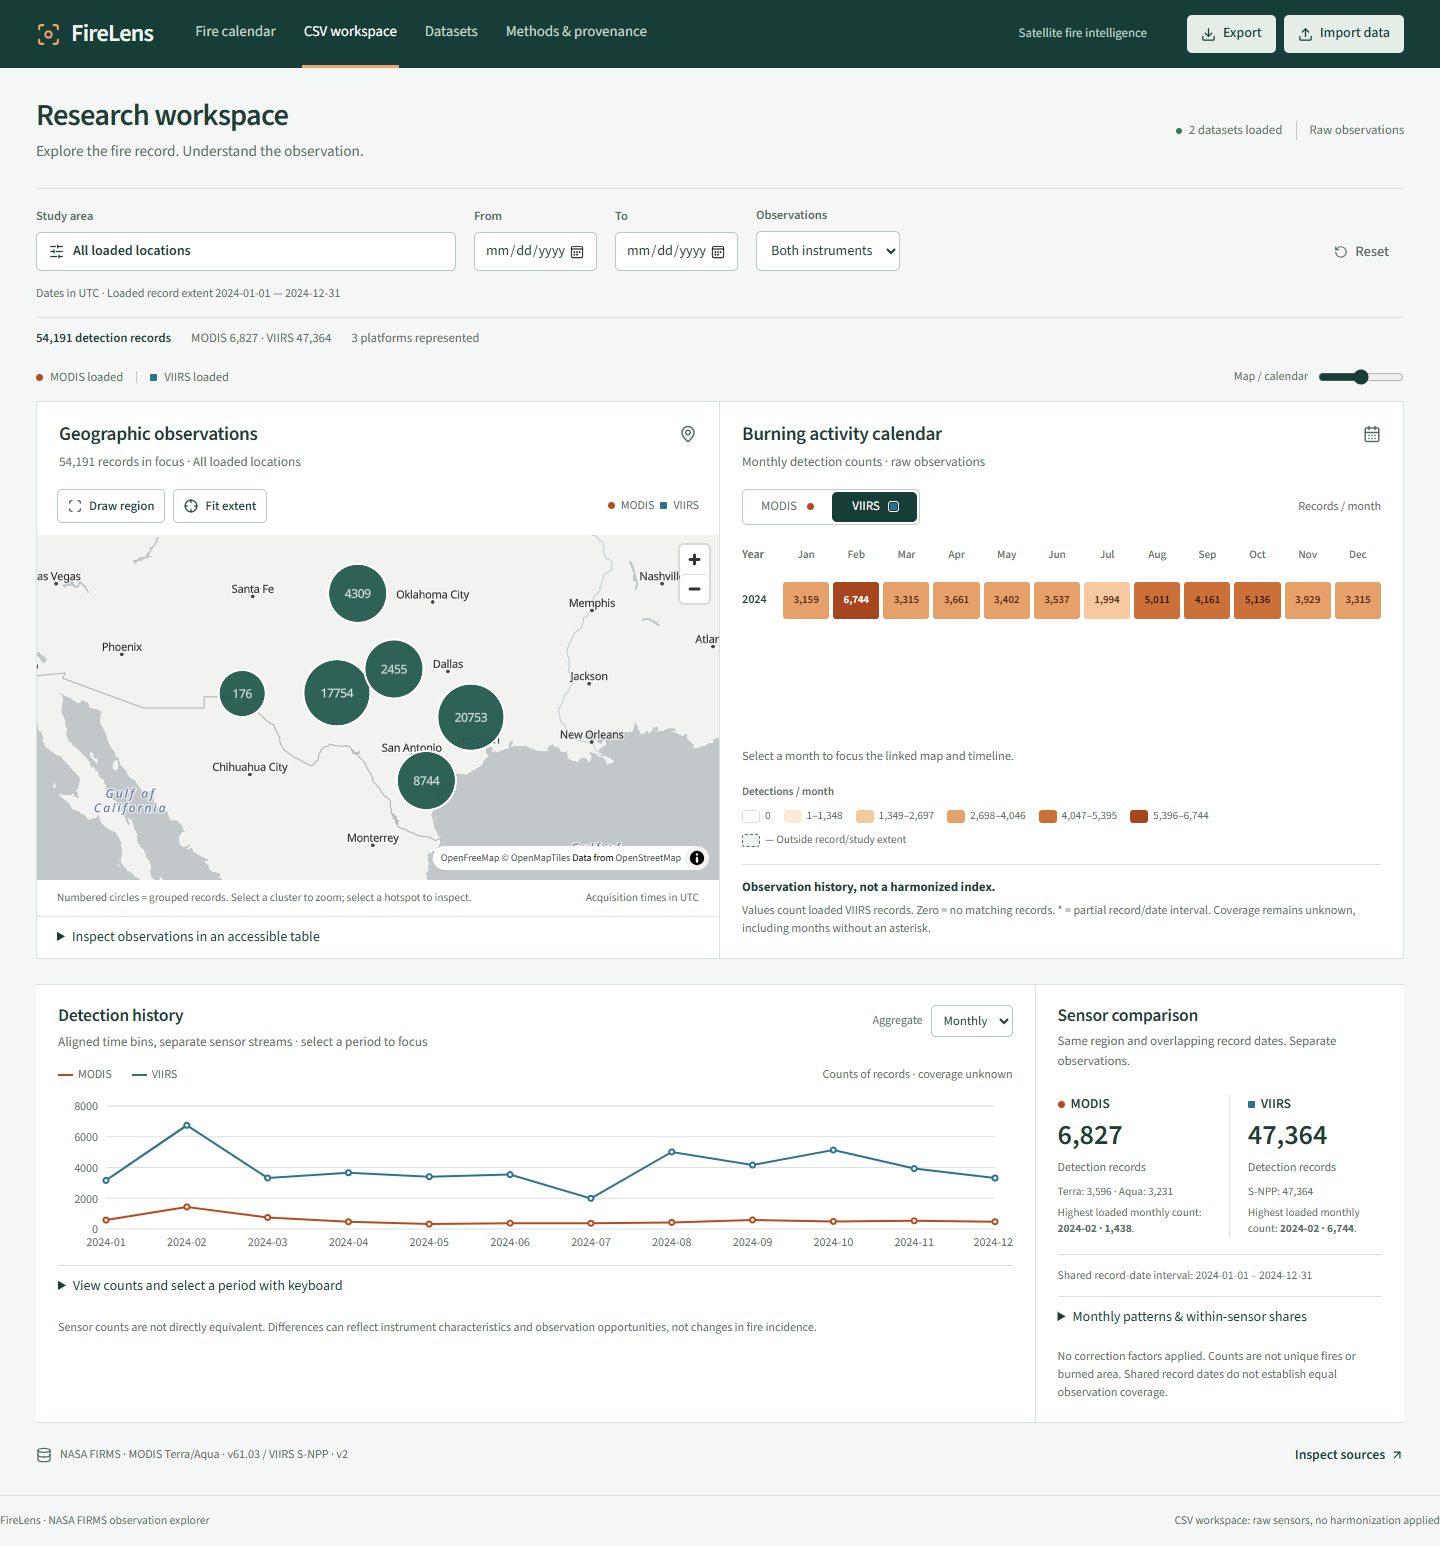 FireLens
Fire calendar
CSV workspace
Datasets
Methods & provenance
Satellite fire intelligence
Export
Import data
Research workspace
Explore the fire record. Understand the observation.
2 datasets loaded
Raw observations
Study area
From
To
Observations
All loaded locations
mm/dd/yyyy
mm/dd/yyyy
Both instruments
Reset
Dates in UTC · Loaded record extent 2024-01-01 — 2024-12-31
54,191 detection records
MODIS 6,827 · VIIRS 47,364
3 platforms represented
MODIS loaded
VIIRS loaded
Map / calendar
Geographic observations
54,191 records in focus · All loaded locations
Draw region
Fit extent
MODIS
VIIRS
as Vegas
Santa Fe
4309
Oklahoma City
Nashvill
Memphis
Phoenix
Atlar
2455
Dallas
Jackson
176
17754
20753
New Orleans
San Antonio
Chihuahua City
8744
Gulf of
California
Monterrey
Gulf of
+
−
OpenFreeMap © OpenMapTiles Data from OpenStreetMap
Numbered circles = grouped records. Select a cluster to zoom; select a hotspot to inspect.
Acquisition times in UTC
Inspect observations in an accessible table
Burning activity calendar
Monthly detection counts · raw observations
MODIS
VIIRS
Records / month
Year Jan Feb Mar Apr May Jun Jul Aug Sep Oct Nov Dec
2024 3,159 6,744 3,315 3,661 3,402 3,537 1,994 5,011 4,161 5,136 3,929 3,315
Select a month to focus the linked map and timeline.
Detections / month
0 1–1,348 1,349–2,697 2,698–4,046 4,047–5,395 5,396–6,744
— Outside record/study extent
Observation history, not a harmonized index.
Values count loaded VIIRS records. Zero = no matching records. * = partial record/date interval. Coverage remains unknown,
including months without an asterisk.
Detection history
Aligned time bins, separate sensor streams · select a period to focus
Aggregate
Monthly
MODIS
VIIRS
Counts of records · coverage unknown
8000
6000
4000
2000
0
2024-01 2024-02 2024-03 2024-04 2024-05 2024-06 2024-07 2024-08 2024-09 2024-10 2024-11 2024-12
View counts and select a period with keyboard
Sensor counts are not directly equivalent. Differences can reflect instrument characteristics and observation opportunities, not changes in fire incidence.
Sensor comparison
Same region and overlapping record dates. Separate
observations.
MODIS
6,827
Detection records
Terra: 3,596 · Aqua: 3,231
Highest loaded monthly count:
2024-02 · 1,438.
VIIRS
47,364
Detection records
S-NPP: 47,364
Highest loaded monthly
count: 2024-02 · 6,744.
Shared record-date interval: 2024-01-01 – 2024-12-31
Monthly patterns & within-sensor shares
No correction factors applied. Counts are not unique fires or
burned area. Shared record dates do not establish equal
observation coverage.
NASA FIRMS · MODIS Terra/Aqua · v61.03 / VIIRS S-NPP · v2
Inspect sources
FireLens · NASA FIRMS observation explorer
CSV workspace: raw sensors, no harmonization applied